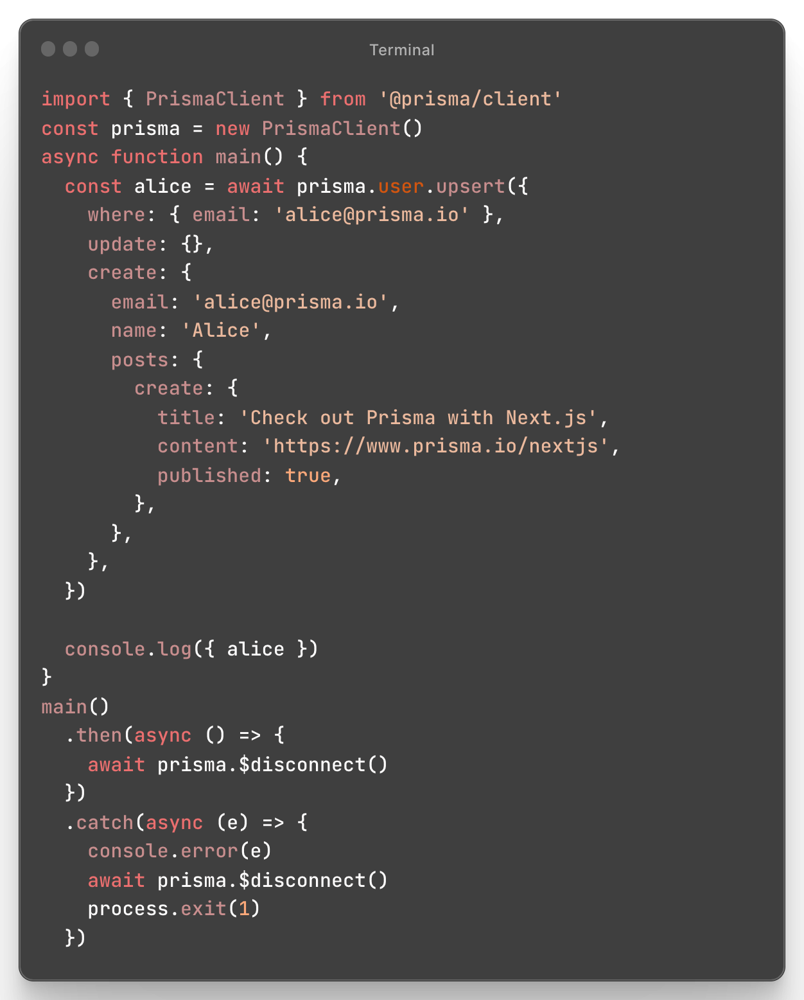 Terminal
import { PrismaClient } from '@prisma/client'
const prisma = new PrismaClient()
async function main() {
  const alice = await prisma.user.upsert({
    where: { email: 'alice@prisma.io' },
    update: {},
    create: {
      email: 'alice@prisma.io',
      name: 'Alice',
      posts: {
        create: {
          title: 'Check out Prisma with Next.js',
          content: 'https://www.prisma.io/nextjs',
          published: true,
        },
      },
    },
  })

  console.log({ alice })
}
main()
  .then(async () => {
    await prisma.$disconnect()
  })
  .catch(async (e) => {
    console.error(e)
    await prisma.$disconnect()
    process.exit(1)
  })